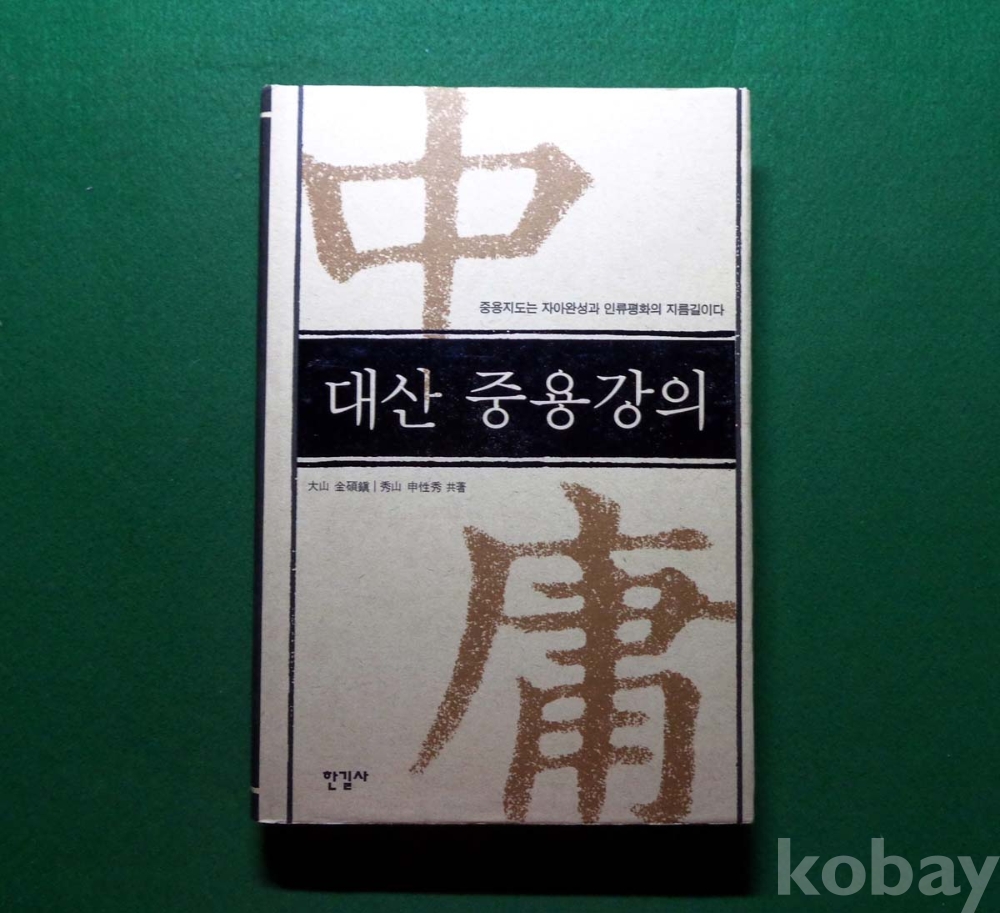 中
중용지도는 자아완성과 인류평화의 지름길이다
대산 중용강의
大山 金碩鎭 | 秀山 申性秀 共著
庸
한길사
kobay